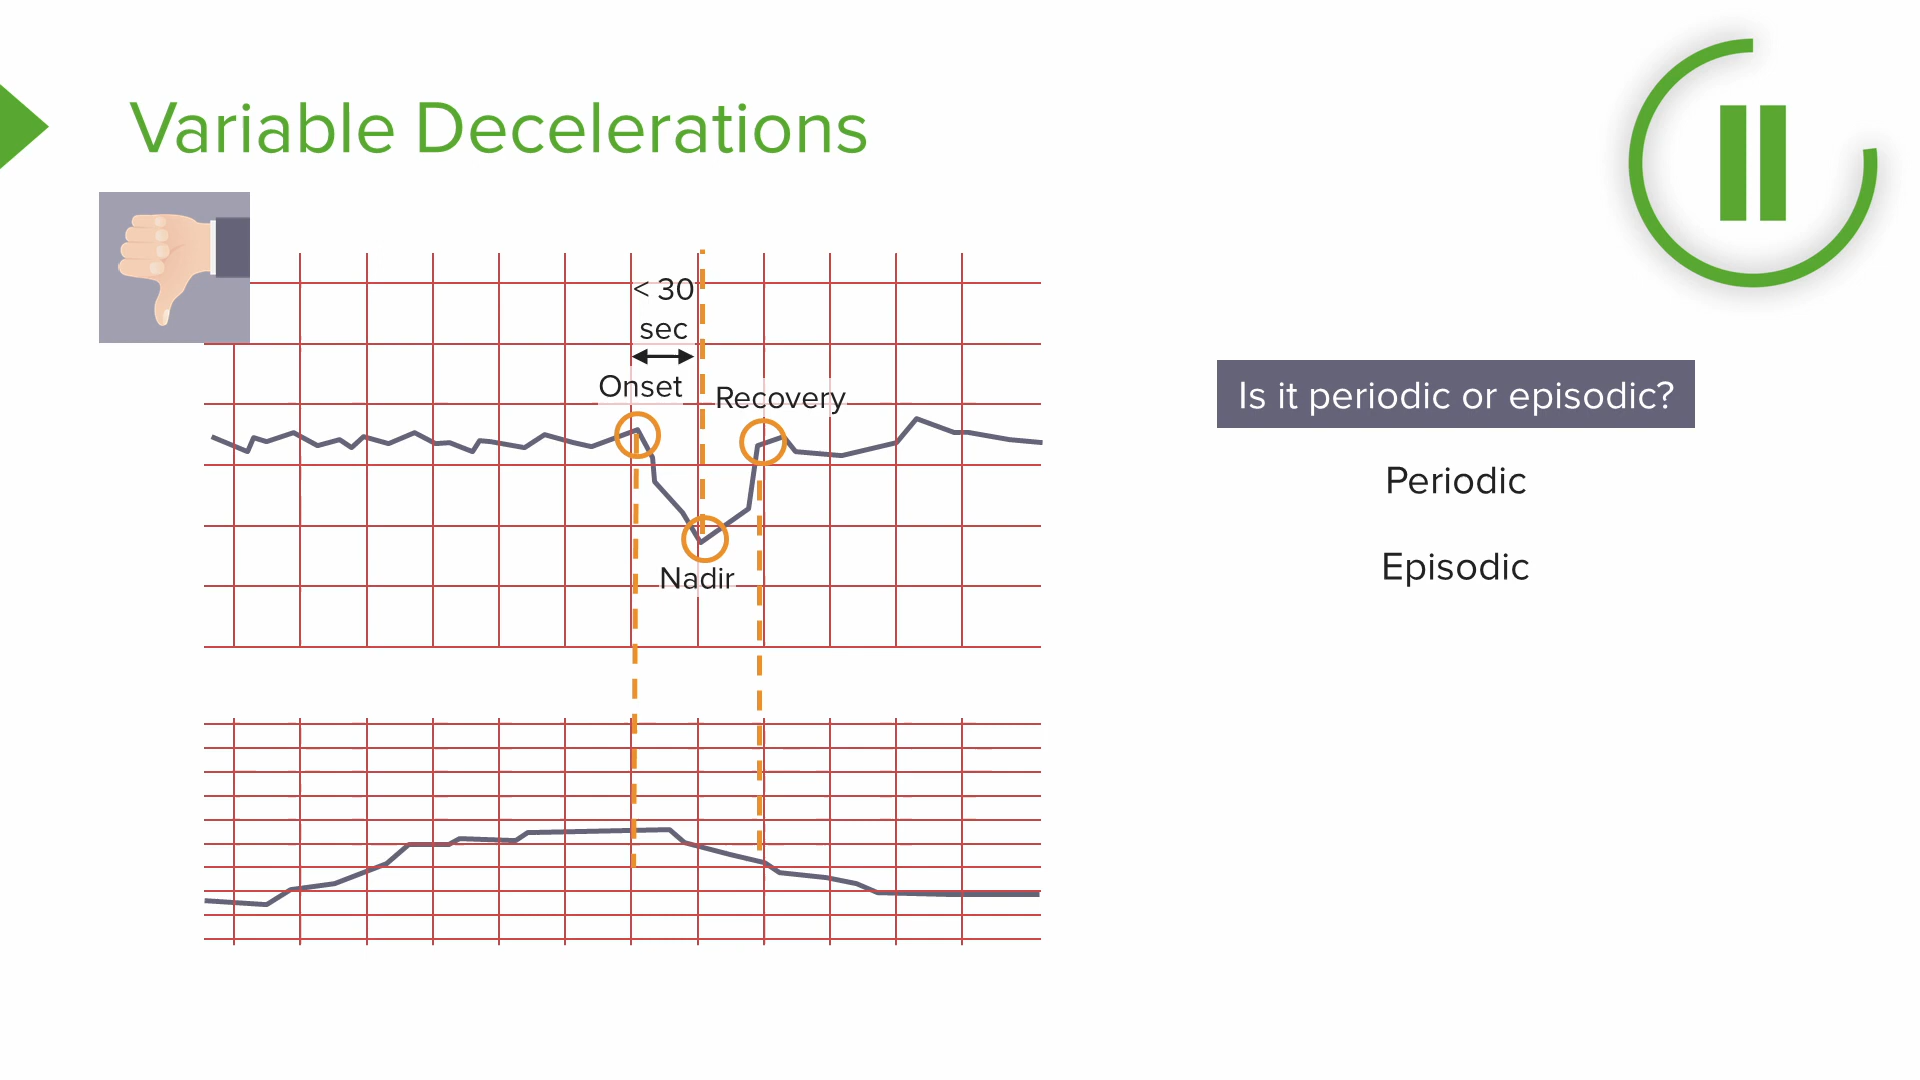 Variable Decelerations
< 30
sec
Onset
Recovery
Nadir
Is it periodic or episodic?
Periodic
Episodic